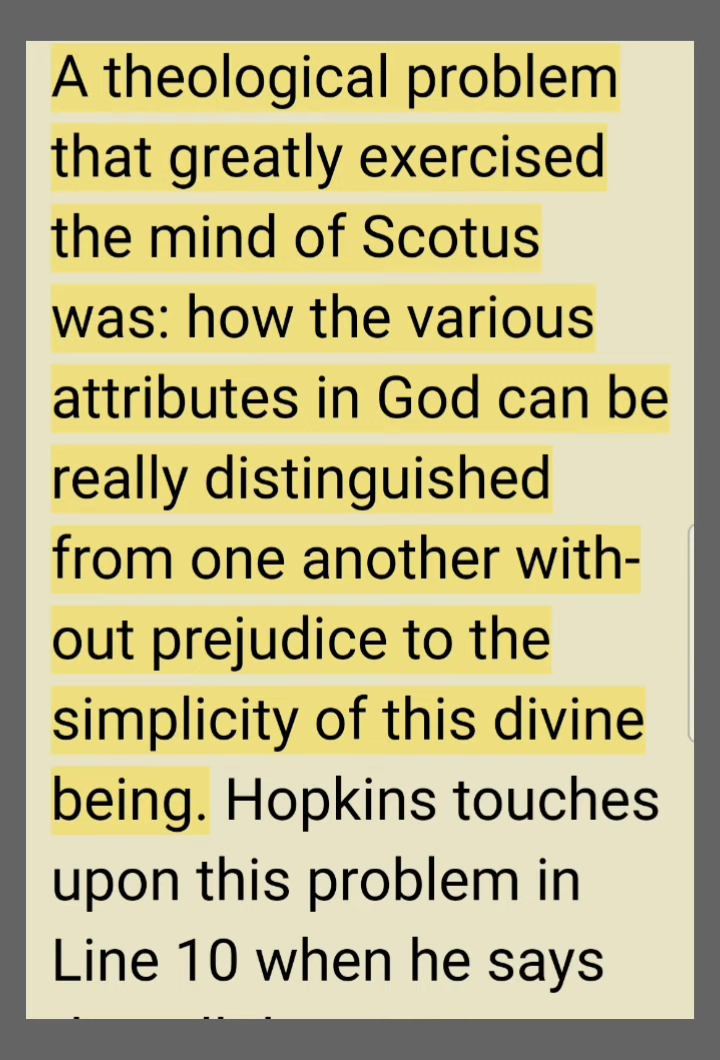 A theological problem
that greatly exercised
the mind of Scotus
was: how the various
attributes in God can be
really distinguished
from one another with-
out prejudice to the
simplicity of this divine
being. Hopkins touches
upon this problem in
Line 10 when he says